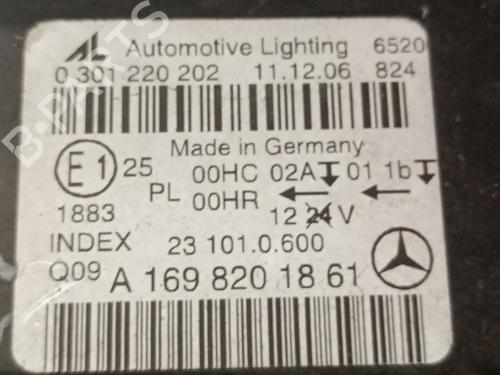 Automotive Lighting 6520
0 301 220 202 11.12.06 824
Made in Germany
E1 25 00HC 02A 01 1b
PL 00HR ← ←
1883 12 24 V
INDEX 23 101.0.600
Q09 A 169 820 18 61
B-PARTS